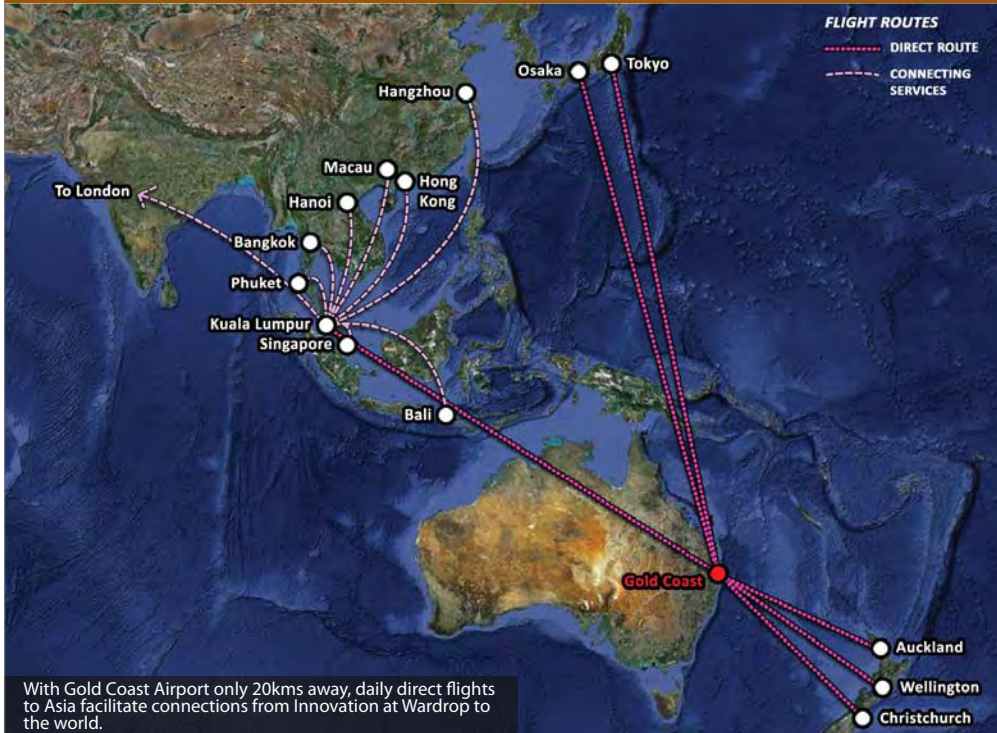 FLIGHT ROUTES
DIRECT ROUTE
CONNECTING
SERVICES
Osaka
Tokyo
Hangzhou
Macau
Hong
Kong
To London
Hanoi
Bangkok
Phuket
Kuala Lumpur
Singapore
Bali
Gold Coast
Auckland
Wellington
Christchurch
With Gold Coast Airport only 20kms away, daily direct flights
to Asia facilitate connections from Innovation at Wardrop to
the world.